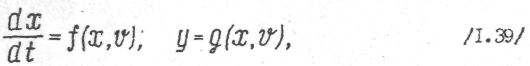 dx/dt = f(x,v); y = g(x,v), /I.39/